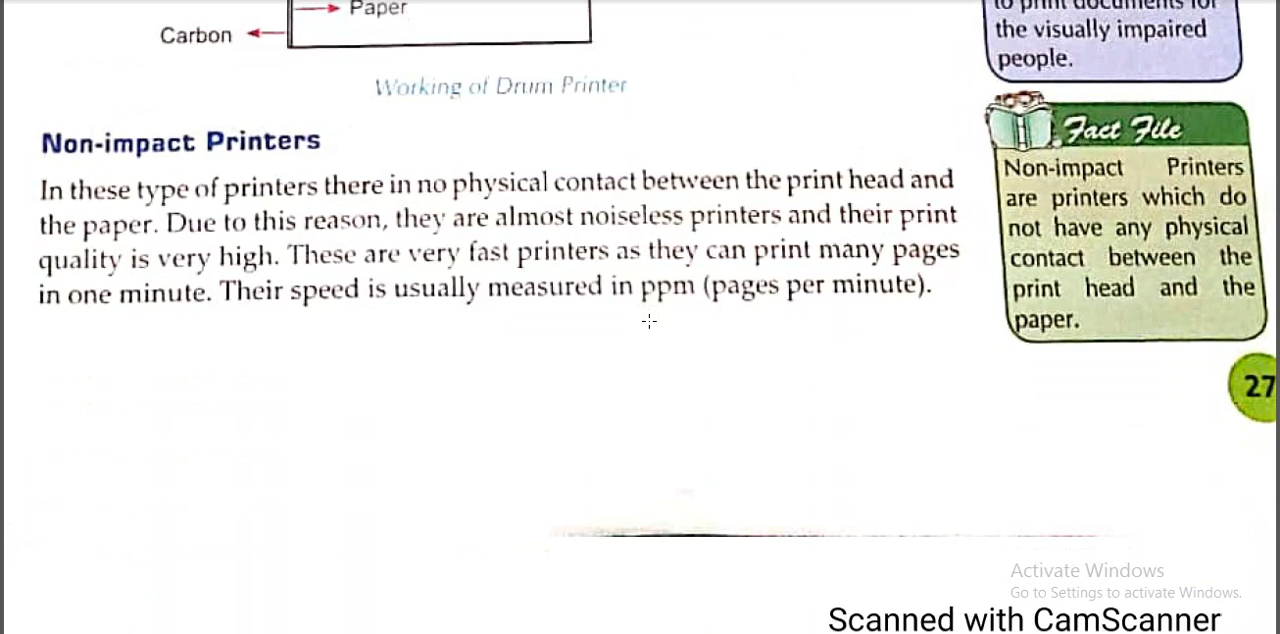 Paper
Carbon
Working of Drum Printer
Non-impact Printers
In these type of printers there in no physical contact between the print head and
the paper. Due to this reason, they are almost noiseless printers and their print
quality is very high. These are very fast printers as they can print many pages
in one minute. Their speed is usually measured in ppm (pages per minute).
to print documents for
the visually impaired
people.
Fact File
Non-impact Printers
are printers which do
not have any physical
contact between the
print head and the
paper.
27
Activate Windows
Go to Settings to activate Windows.
Scanned with CamScanner